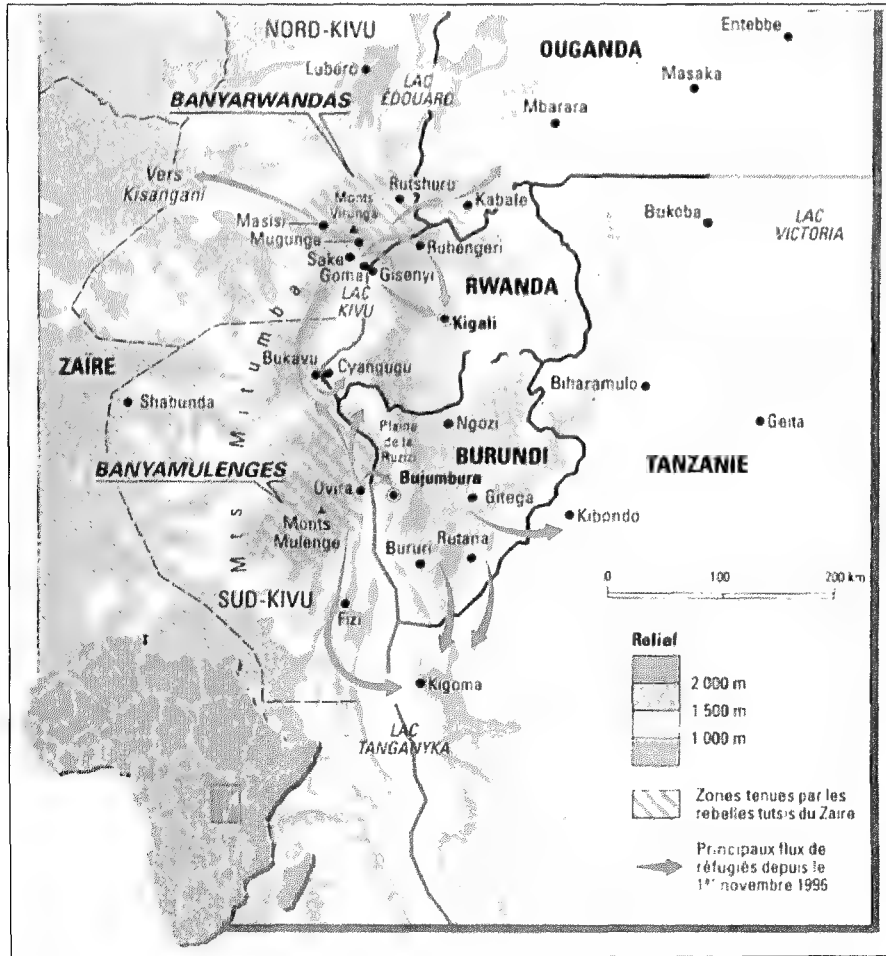 NORD-KIVU
OUGANDA
Entebbe
Lubero
LAC
ÉDOUARD
Masaka
BANYARWANDAS
Mbarara
Vers
Kisangani
Rutshuru
Monts
Virunga
Kabale
Masisi
Bukoba
LAC
VICTORIA
Mugunga
Ruhengeri
Sake
Goma
Gisenyi
LAC
KIVU
RWANDA
Kigali
ZAÏRE
Bukavu
Cyangugu
Mts Mitumba
Biharamulo
Shabunda
Plaine
de la
Ruzizi
Ngozi
Geita
BANYAMULENGES
BURUNDI
TANZANIE
Uvira
Bujumbura
Gitega
Kibondo
Monts
Mulenge
Bururi
Rutana
0 100 200 km
SUD-KIVU
Fizi
Kigoma
LAC
TANGANYKA
Relief
2 000 m
1 500 m
1 000 m
Zones tenues par les
rebelles tutsis du Zaïre
Principaux flux de
réfugiés depuis le
1er novembre 1996